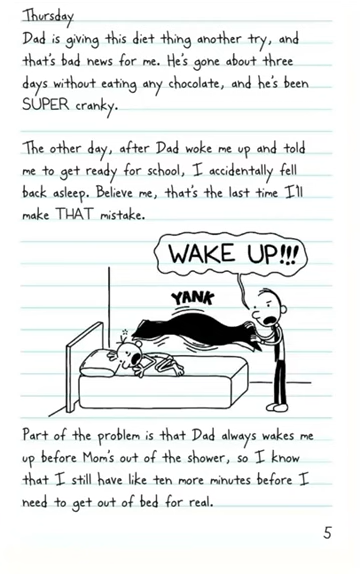 Thursday
Dad is giving this diet thing another try, and
that's bad news for me. He's gone about three
days without eating any chocolate, and he's been
SUPER cranky.
The other day, after Dad woke me up and told
me to get ready for school, I accidentally fell
back asleep. Believe me, that's the last time I'll
make THAT mistake.
WAKE UP!!!
YANK
Part of the problem is that Dad always wakes me
up before Mom's out of the shower, so I know
that I still have like ten more minutes before I
need to get out of bed for real.
5